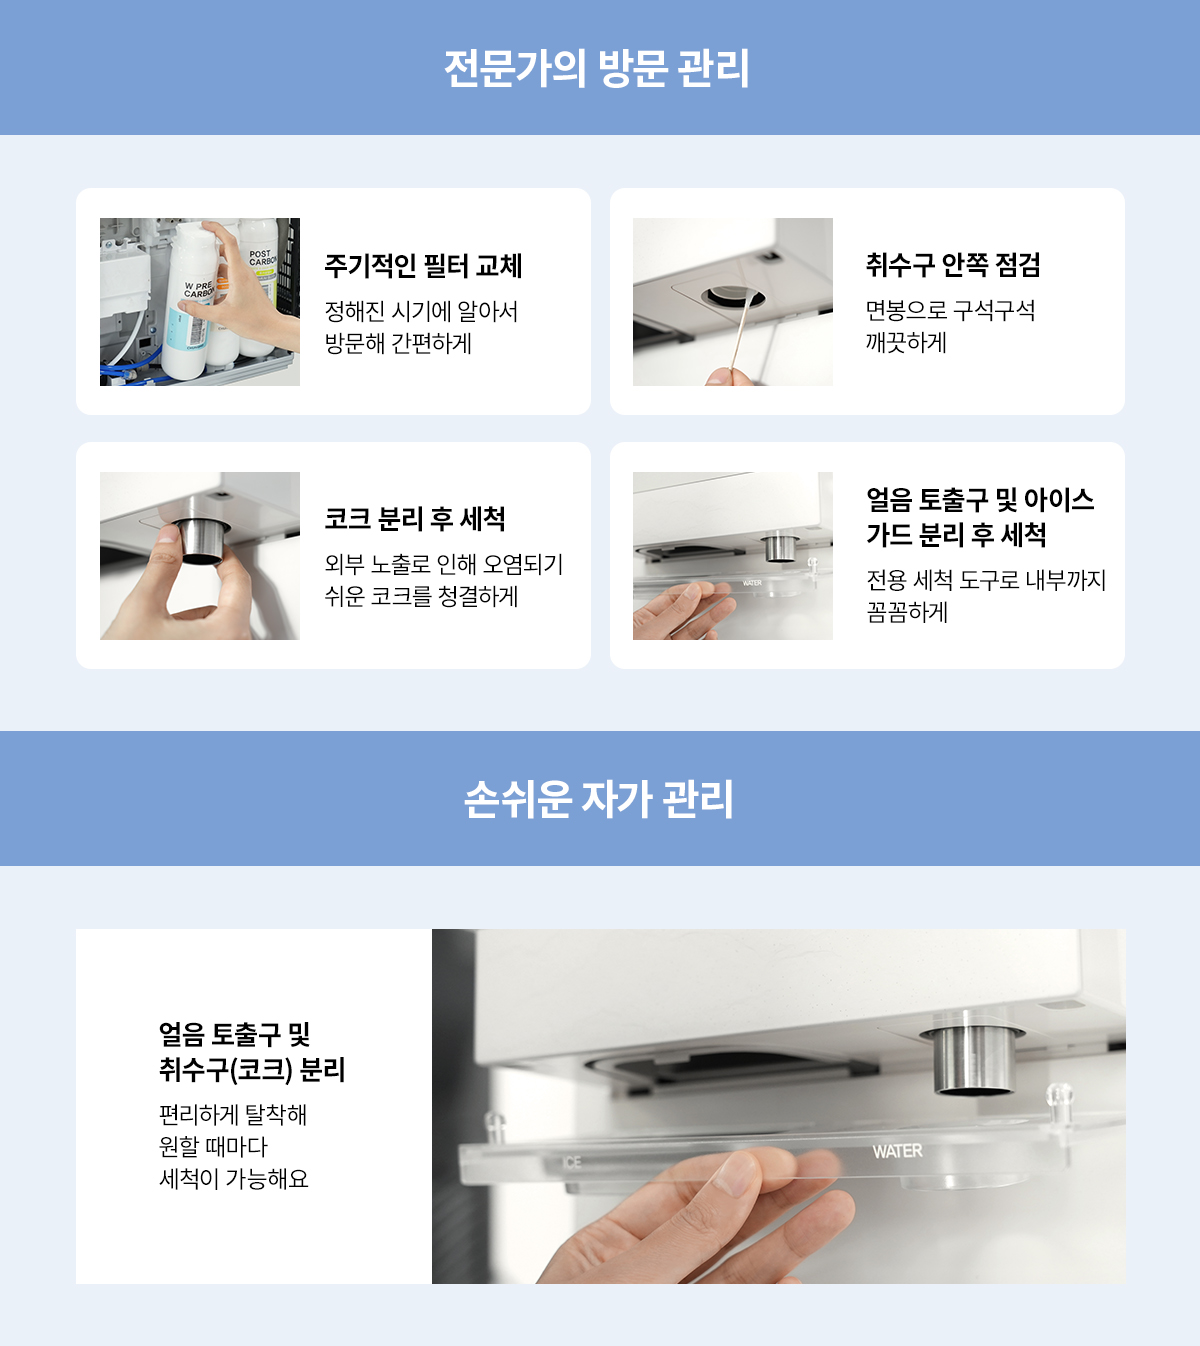 전문가의 방문 관리
POST
CARBON
W PRE
CARBON
주기적인 필터 교체
정해진 시기에 알아서
방문해 간편하게
취수구 안쪽 점검
면봉으로 구석구석
깨끗하게
코크 분리 후 세척
외부 노출로 인해 오염되기
쉬운 코크를 청결하게
WATER
얼음 토출구 및 아이스
가드 분리 후 세척
전용 세척 도구로 내부까지
꼼꼼하게
손쉬운 자가 관리
얼음 토출구 및
취수구(코크) 분리
편리하게 탈착해
원할 때마다
세척이 가능해요
ICE
WATER